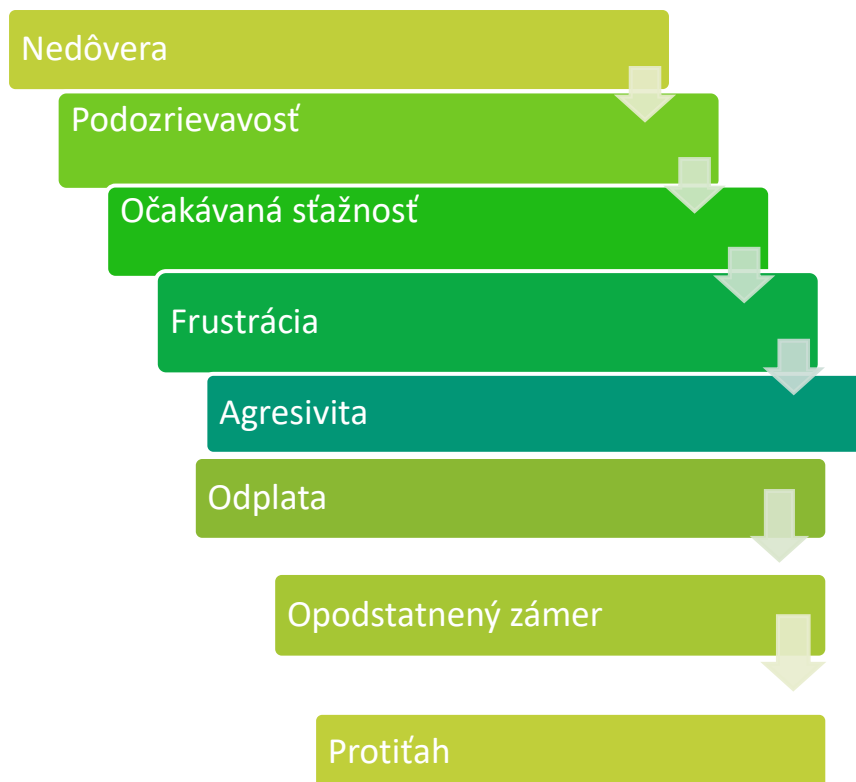 Nedôvera
Podozrievavosť
Očakávaná sťažnosť
Frustrácia
Agresivita
Odplata
Opodstatnený zámer
Protiťah